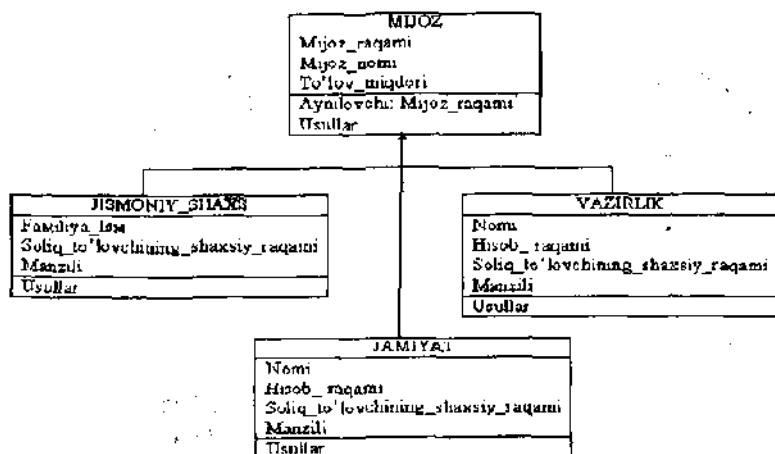 MIJOZ
Mijoz_raqami
Mijoz_nomi
To'lov_miqdori
Aynilovchi: Mijoz_raqami
Usullar
JISMONIY_SHAXS
Familiya_Ism
Soliq_to'lovchining_shaxsiy_raqami
Manzili
Usullar
VAZIRLIK
Nomi
Hisob_raqami
Soliq_to'lovchining_shaxsiy_raqami
Manzili
Usullar
JAMIYAT
Nomi
Hisob_raqami
Soliq_to'lovchining_shaxsiy_raqami
Manzili
Usullar